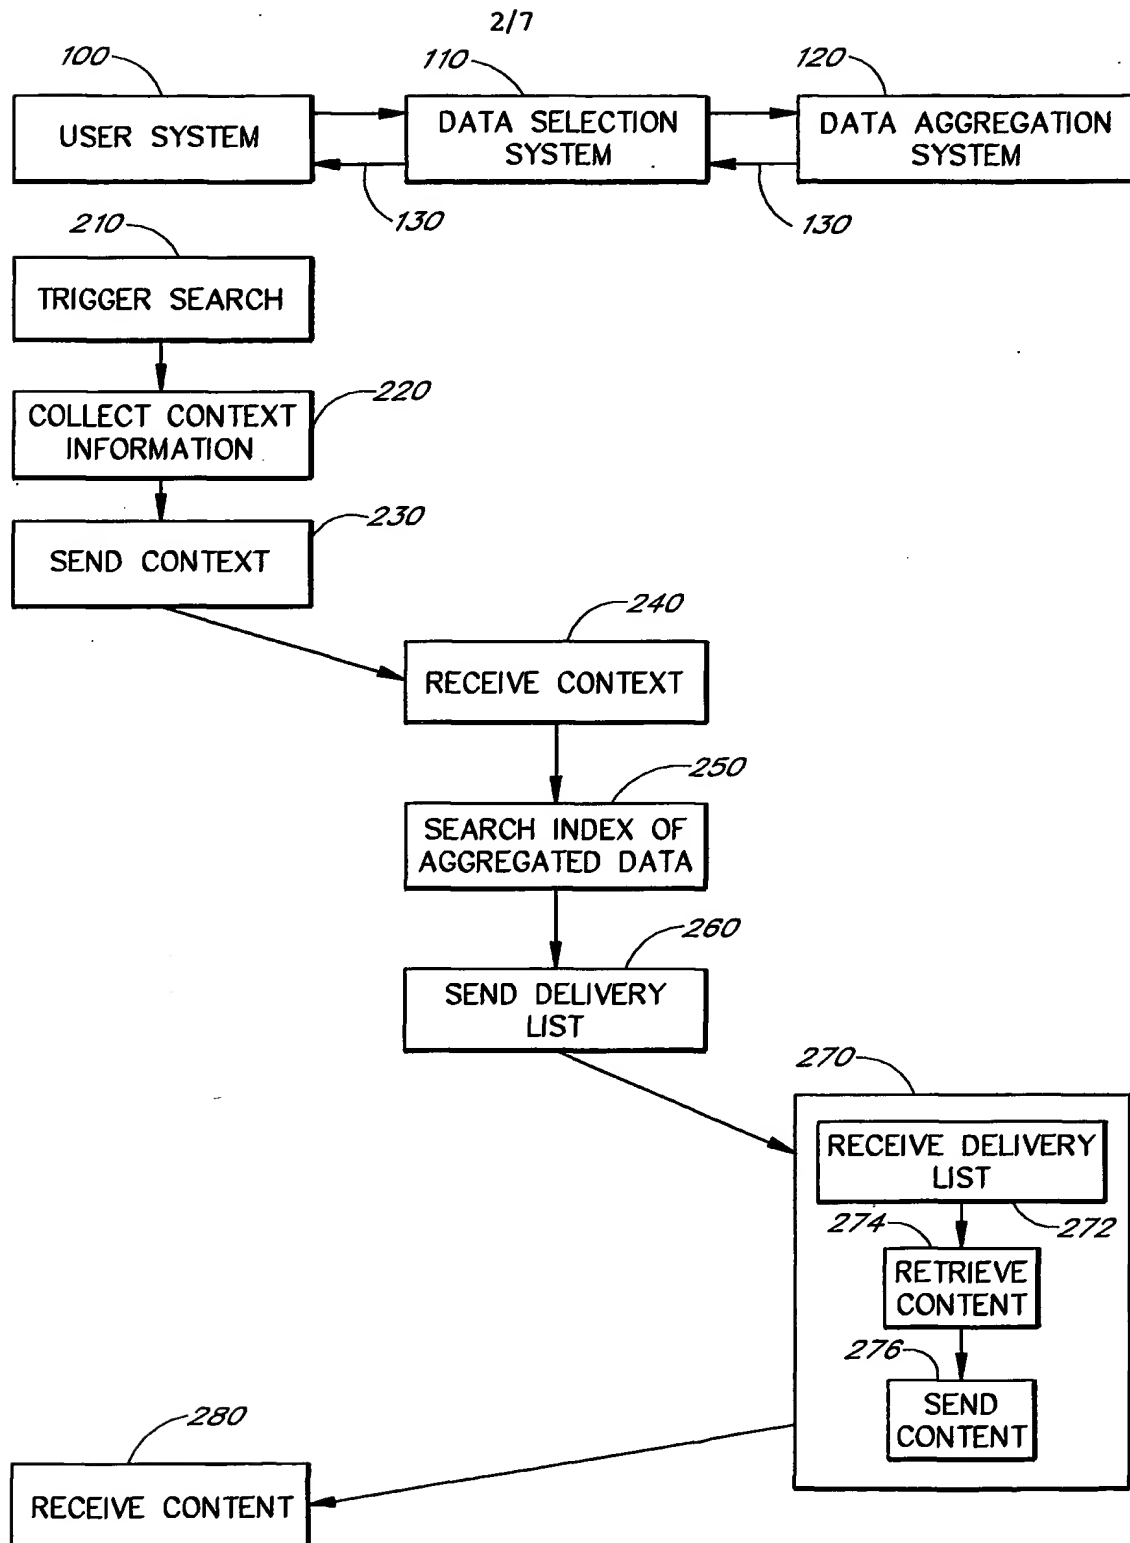 2/7
100
110
120
USER SYSTEM
DATA SELECTION
SYSTEM
DATA AGGREGATION
SYSTEM
130
130
210
TRIGGER SEARCH
220
COLLECT CONTEXT
INFORMATION
230
SEND CONTEXT
240
RECEIVE CONTEXT
250
SEARCH INDEX OF
AGGREGATED DATA
260
SEND DELIVERY
LIST
270
RECEIVE DELIVERY
LIST
272
274
RETRIEVE
CONTENT
276
SEND
CONTENT
280
RECEIVE CONTENT